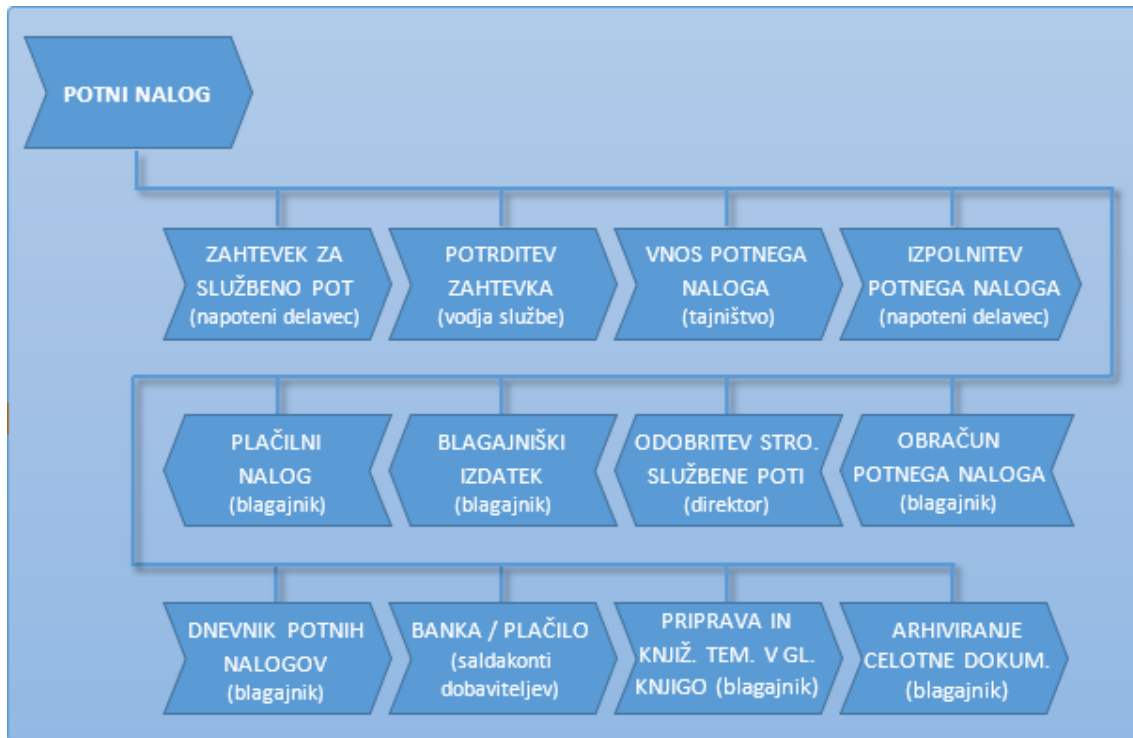 POTNI NALOG
ZAHTEVEK ZA
SLUŽBENO POT
(napoteni delavec)
POTRDITEV
ZAHTEVKA
(vodja službe)
VNOS POTNEGA
NALOGA
(tajništvo)
IZPOLNITEV
POTNEGA NALOGA
(napoteni delavec)
PLAČILNI
NALOG
(blagajnik)
BLAGAJNIŠKI
IZDATEK
(blagajnik)
ODOBRITEV STRO.
SLUŽBENE POTI
(direktor)
OBRAČUN
POTNEGA NALOGA
(blagajnik)
DNEVNIK POTNIH
NALOGOV
(blagajnik)
BANKA / PLAČILO
(saldakonti
dobaviteljev)
PRIPRAVA IN
KNJIŽ. TEM. V GL.
KNJIGO (blagajnik)
ARHIVIRANJE
CELOTNE DOKUM.
(blagajnik)